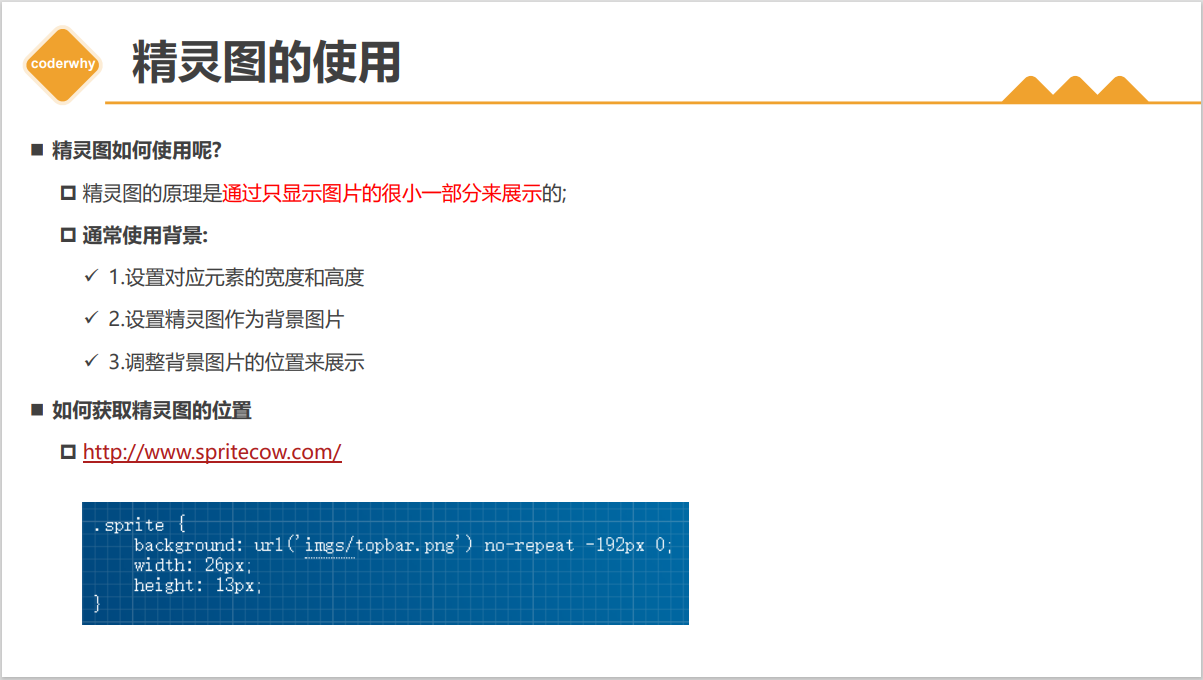 coderwhy
精灵图的使用
精灵图如何使用呢?
精灵图的原理是通过只显示图片的很小一部分来展示的;
通常使用背景:
1.设置对应元素的宽度和高度
2.设置精灵图作为背景图片
3.调整背景图片的位置来展示
如何获取精灵图的位置
http://www.spritecow.com/
.sprite {
background: url('imgs/topbar.png') no-repeat -192px 0;
width: 26px;
height: 13px;
}